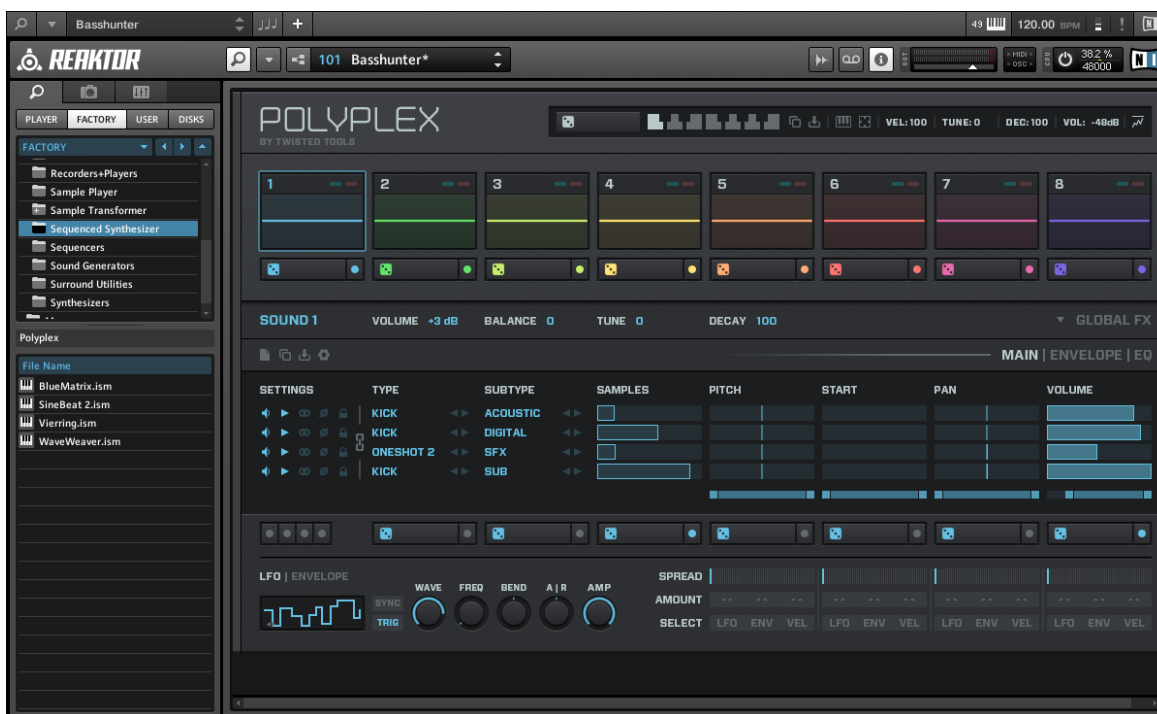 Basshunter
49
120.00 BPM
!
REAKTOR
101 Basshunter*
OUT
MIDI
OSC
CPU
38.2 %
48000
PLAYER FACTORY USER DISKS
FACTORY
Recorders+Players
Sample Player
Sample Transformer
Sequenced Synthesizer
Sequencers
Sound Generators
Surround Utilities
Synthesizers
Polyplex
File Name
BlueMatrix.ism
SineBeat 2.ism
Vierring.ism
WaveWeaver.ism
POLYPLEX
BY TWISTED TOOLS
VEL:100 TUNE:0 DEC:100 VOL: -48dB
1 2 3 4 5 6 7 8
SOUND 1 VOLUME +3 dB BALANCE 0 TUNE 0 DECAY 100 GLOBAL FX
MAIN | ENVELOPE | EQ
SETTINGS TYPE SUBTYPE SAMPLES PITCH START PAN VOLUME
KICK ACOUSTIC
KICK DIGITAL
ONESHOT 2 SFX
KICK SUB
LFO | ENVELOPE
SYNC
TRIG
WAVE FREQ BEND A|R AMP
SPREAD
AMOUNT -- -- -- -- -- -- -- -- -- -- -- --
SELECT LFO ENV VEL LFO ENV VEL LFO ENV VEL LFO ENV VEL